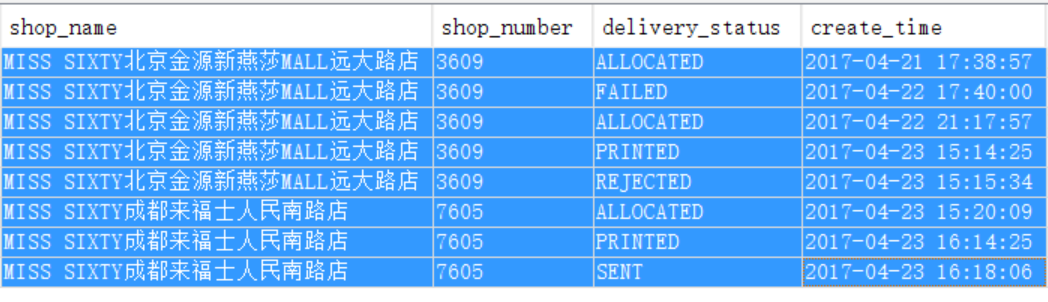 shop_name shop_number delivery_status create_time
MISS SIXTY北京金源新燕莎MALL远大路店 3609 ALLOCATED 2017-04-21 17:38:57
MISS SIXTY北京金源新燕莎MALL远大路店 3609 FAILED 2017-04-22 17:40:00
MISS SIXTY北京金源新燕莎MALL远大路店 3609 ALLOCATED 2017-04-22 21:17:57
MISS SIXTY北京金源新燕莎MALL远大路店 3609 PRINTED 2017-04-23 15:14:25
MISS SIXTY北京金源新燕莎MALL远大路店 3609 REJECTED 2017-04-23 15:15:34
MISS SIXTY成都来福士人民南路店 7605 ALLOCATED 2017-04-23 15:20:09
MISS SIXTY成都来福士人民南路店 7605 PRINTED 2017-04-23 16:14:25
MISS SIXTY成都来福士人民南路店 7605 SENT 2017-04-23 16:18:06